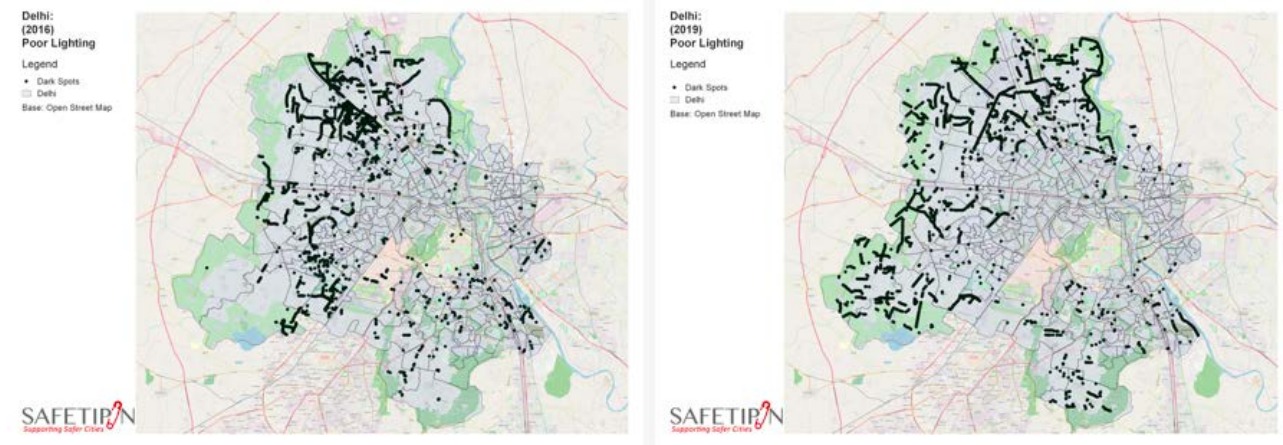 Delhi:
(2016)
Poor Lighting
Legend
Dark Spots
Delhi
Base: Open Street Map
SAFETIPIN
Supporting Safer Cities
Delhi:
(2019)
Poor Lighting
Legend
Dark Spots
Delhi
Base: Open Street Map
SAFETIPIN
Supporting Safer Cities